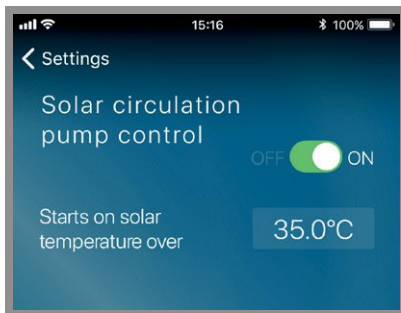 15:16 100%
Settings
Solar circulation
pump control
OFF ON
Starts on solar
temperature over
35.0°C